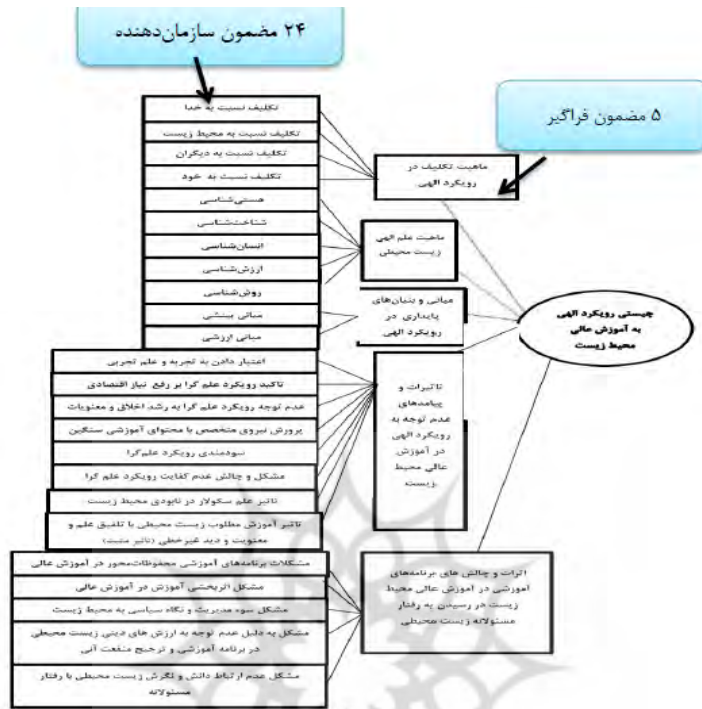 ۲۴ مضمون سازمان‌دهنده
۵ مضمون فراگیر
چیستی رویکرد الهی
به آموزش عالی
محیط زیست
ماهیت تکلیف در
رویکرد الهی
تکلیف نسبت به خدا
تکلیف نسبت به محیط زیست
تکلیف نسبت به دیگران
تکلیف نسبت به خود
ماهیت علم الهی
زیست محیطی
هستی‌شناسی
شناخت‌شناسی
انسان‌شناسی
ارزش‌شناسی
روش‌شناسی
مبانی و بنیان‌های
پایداری در
رویکرد الهی
مبانی بینشی
مبانی ارزشی
تاثیرات و
پیامدهای
عدم توجه به
رویکرد الهی
در آموزش
عالی محیط
زیست.
اعتبار دادن به تجربه و علم تجربی
تاکید رویکرد علم گرا بر رفع نیاز اقتصادی
عدم توجه رویکرد علم گرا به رشد اخلاق و معنویات
پرورش نیروی متخصص با محتوای آموزشی سنگین
سودمندی رویکرد علم‌گرا
مشکل و چالش عدم کفایت رویکرد علم گرا
تاثیر علم سکولار در نابودی محیط زیست
تاثیر آموزش مطلوب زیست محیطی با تلفیق علم و
معنویت و دید غیرخطی (تاثیر مثبت)
اثرات و چالش های برنامه‌های
آموزشی در آموزش عالی محیط
زیست در رسیدن به رفتار
مسئولانه زیست محیطی
مشکلات برنامه‌های آموزشی محفوظات‌محور در آموزش عالی
مشکل اثربخشی آموزش در آموزش عالی
مشکل سوء مدیریت و نگاه سیاسی به محیط زیست
مشکل به دلیل عدم توجه به ارزش های دینی زیست محیطی
در برنامه آموزشی و ترجیح منفعت آنی
مشکل عدم ارتباط دانش و نگرش زیست محیطی با رفتار
مسئولانه